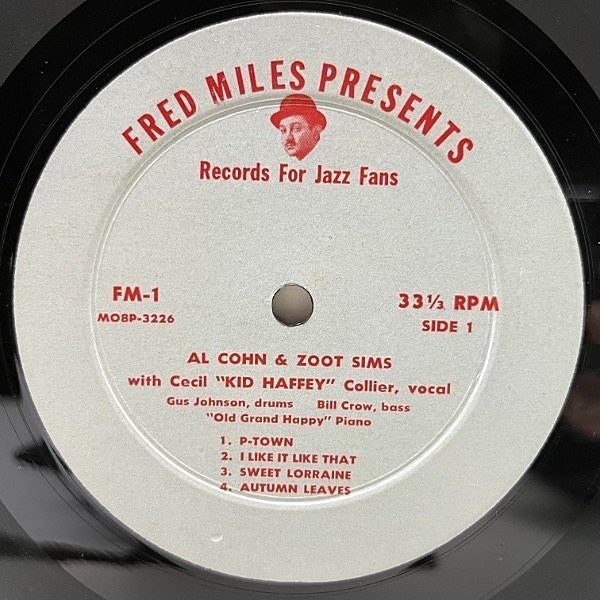 FRED MILES PRESENTS
Records For Jazz Fans
FM-1
MO8P-3226
33⅓ RPM
SIDE 1
AL COHN & ZOOT SIMS
with Cecil "KID HAFFEY" Collier, vocal
Gus Johnson, drums Bill Crow, bass
"Old Grand Happy" Piano
1. P-TOWN
2. I LIKE IT LIKE THAT
3. SWEET LORRAINE
4. AUTUMN LEAVES